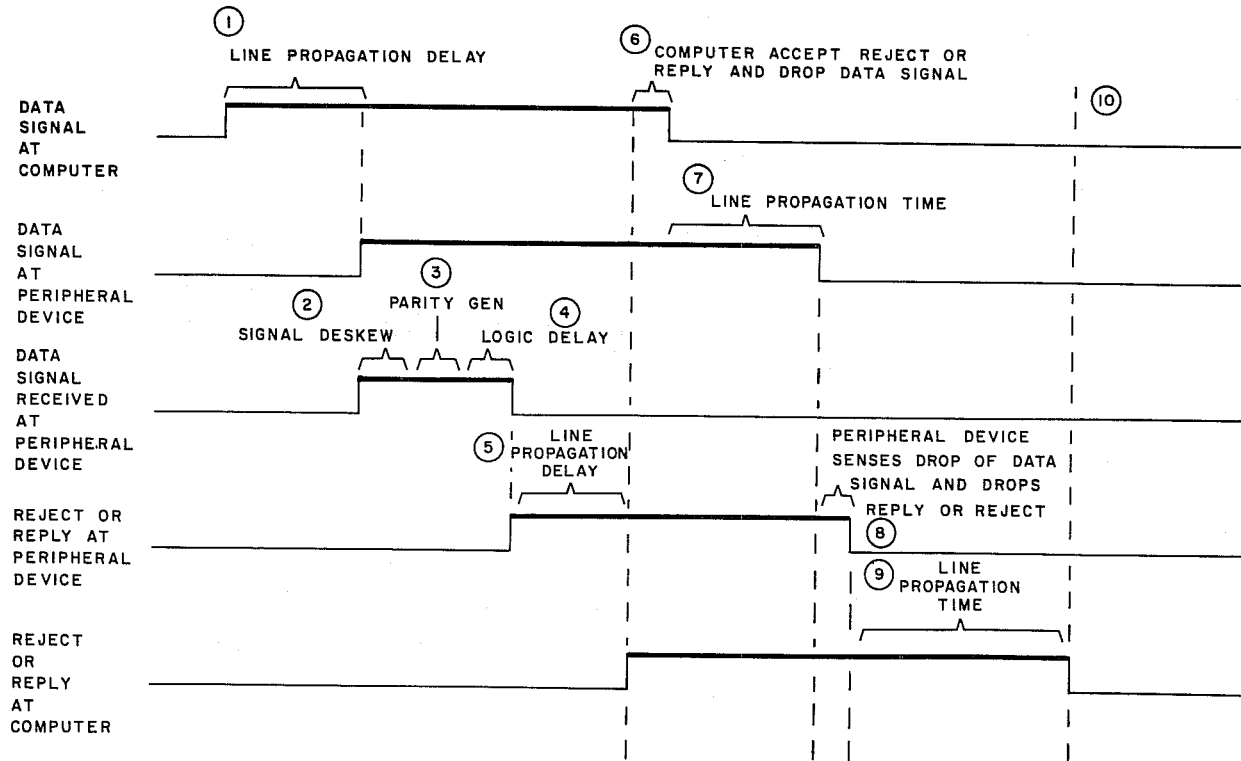 1
LINE PROPAGATION DELAY
6
COMPUTER ACCEPT REJECT OR
REPLY AND DROP DATA SIGNAL
10
DATA
SIGNAL
AT
COMPUTER
7
LINE PROPAGATION TIME
DATA
SIGNAL
AT
PERIPHERAL
DEVICE
3
PARITY GEN
2
SIGNAL DESKEW
4
LOGIC DELAY
DATA
SIGNAL
RECEIVED
AT
PERIPHERAL
DEVICE
5
LINE
PROPAGATION
DELAY
PERIPHERAL DEVICE
SENSES DROP OF DATA
SIGNAL AND DROPS
REPLY OR REJECT
8
REJECT OR
REPLY AT
PERIPHERAL
DEVICE
9
LINE
PROPAGATION
TIME
REJECT
OR
REPLY
AT
COMPUTER